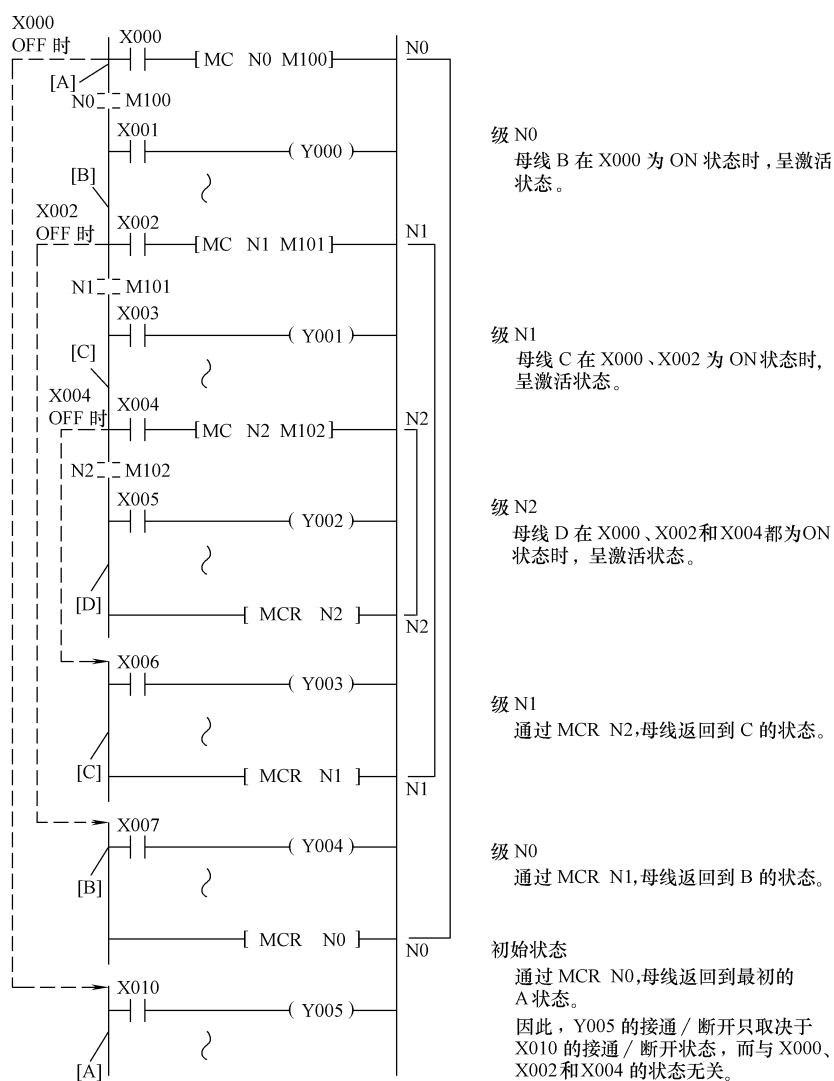 X000
OFF 时
X000
[MC N0 M100]
N0
[A]
N0 M100
X001
( Y000 )
级 N0
母线 B 在 X000 为 ON 状态时，呈激活
状态。
[B]
X002
OFF 时
X002
[MC N1 M101]
N1
N1 M101
X003
( Y001 )
级 N1
母线 C 在 X000、X002 为 ON状态时,
呈激活状态。
[C]
X004
OFF 时
X004
[MC N2 M102]
N2
N2 M102
X005
( Y002 )
级 N2
母线 D 在 X000、X002和X004都为ON
状态时，呈激活状态。
[D]
[ MCR N2 ]
N2
X006
( Y003 )
级 N1
通过 MCR N2,母线返回到 C 的状态。
[C]
[ MCR N1 ]
N1
X007
( Y004 )
级 N0
通过 MCR N1,母线返回到 B 的状态。
[B]
[ MCR N0 ]
N0
初始状态
通过 MCR N0,母线返回到最初的
A状态。
X010
( Y005 )
因此，Y005 的接通 / 断开只取决于
X010 的接通 / 断开状态，而与 X000、
X002和X004 的状态无关。
[A]